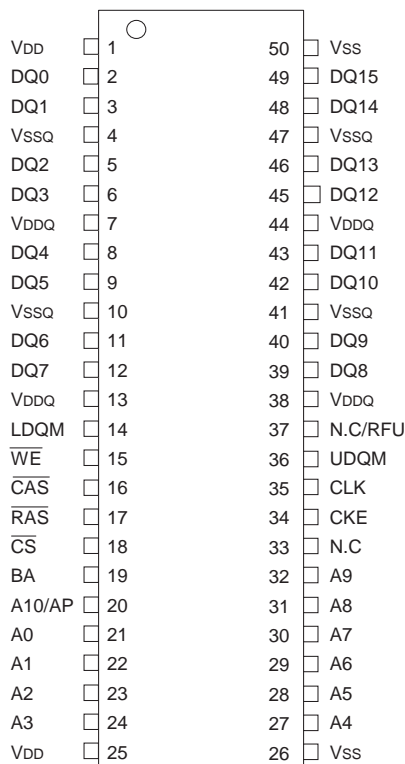 VDD 1 50 VSS
DQ0 2 49 DQ15
DQ1 3 48 DQ14
VSSQ 4 47 VSSQ
DQ2 5 46 DQ13
DQ3 6 45 DQ12
VDDQ 7 44 VDDQ
DQ4 8 43 DQ11
DQ5 9 42 DQ10
VSSQ 10 41 VSSQ
DQ6 11 40 DQ9
DQ7 12 39 DQ8
VDDQ 13 38 VDDQ
LDQM 14 37 N.C/RFU
W̅E̅ 15 36 UDQM
C̅A̅S̅ 16 35 CLK
R̅A̅S̅ 17 34 CKE
C̅S̅ 18 33 N.C
BA 19 32 A9
A10/AP 20 31 A8
A0 21 30 A7
A1 22 29 A6
A2 23 28 A5
A3 24 27 A4
VDD 25 26 VSS